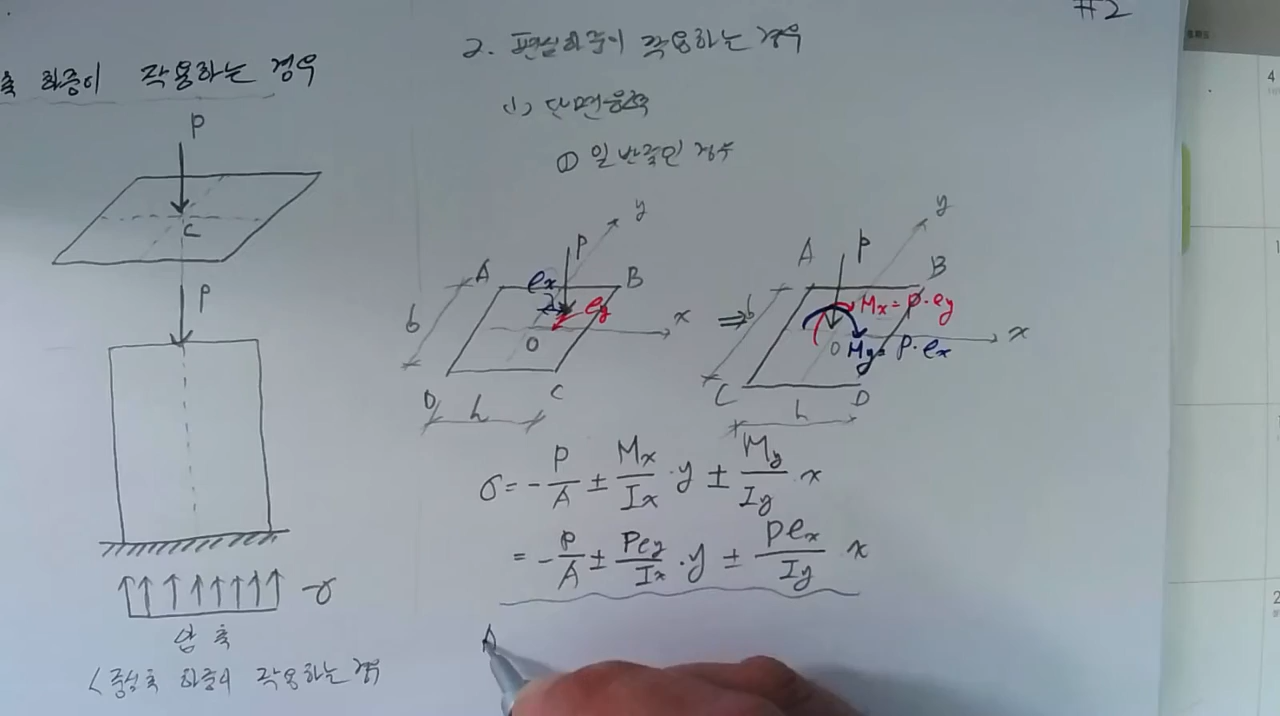 #2
축 하중이 작용하는 경우
P
C
P
-σ
압축
<중심축 하중이 작용하는 경우
2. 편심하중이 작용하는 경우
(1) 단면응력
① 일반적인 경우
y
P
A
ex
B
ey
x
b
O
D
C
h
⇒
y
A
P
B
Mx = P·ey
b
x
O
My = P·ex
C
D
h
σ = - P/A ± Mx/Ix · y ± My/Iy · x
= - P/A ± Pey/Ix · y ± Pex/Iy x
A
4
1
2